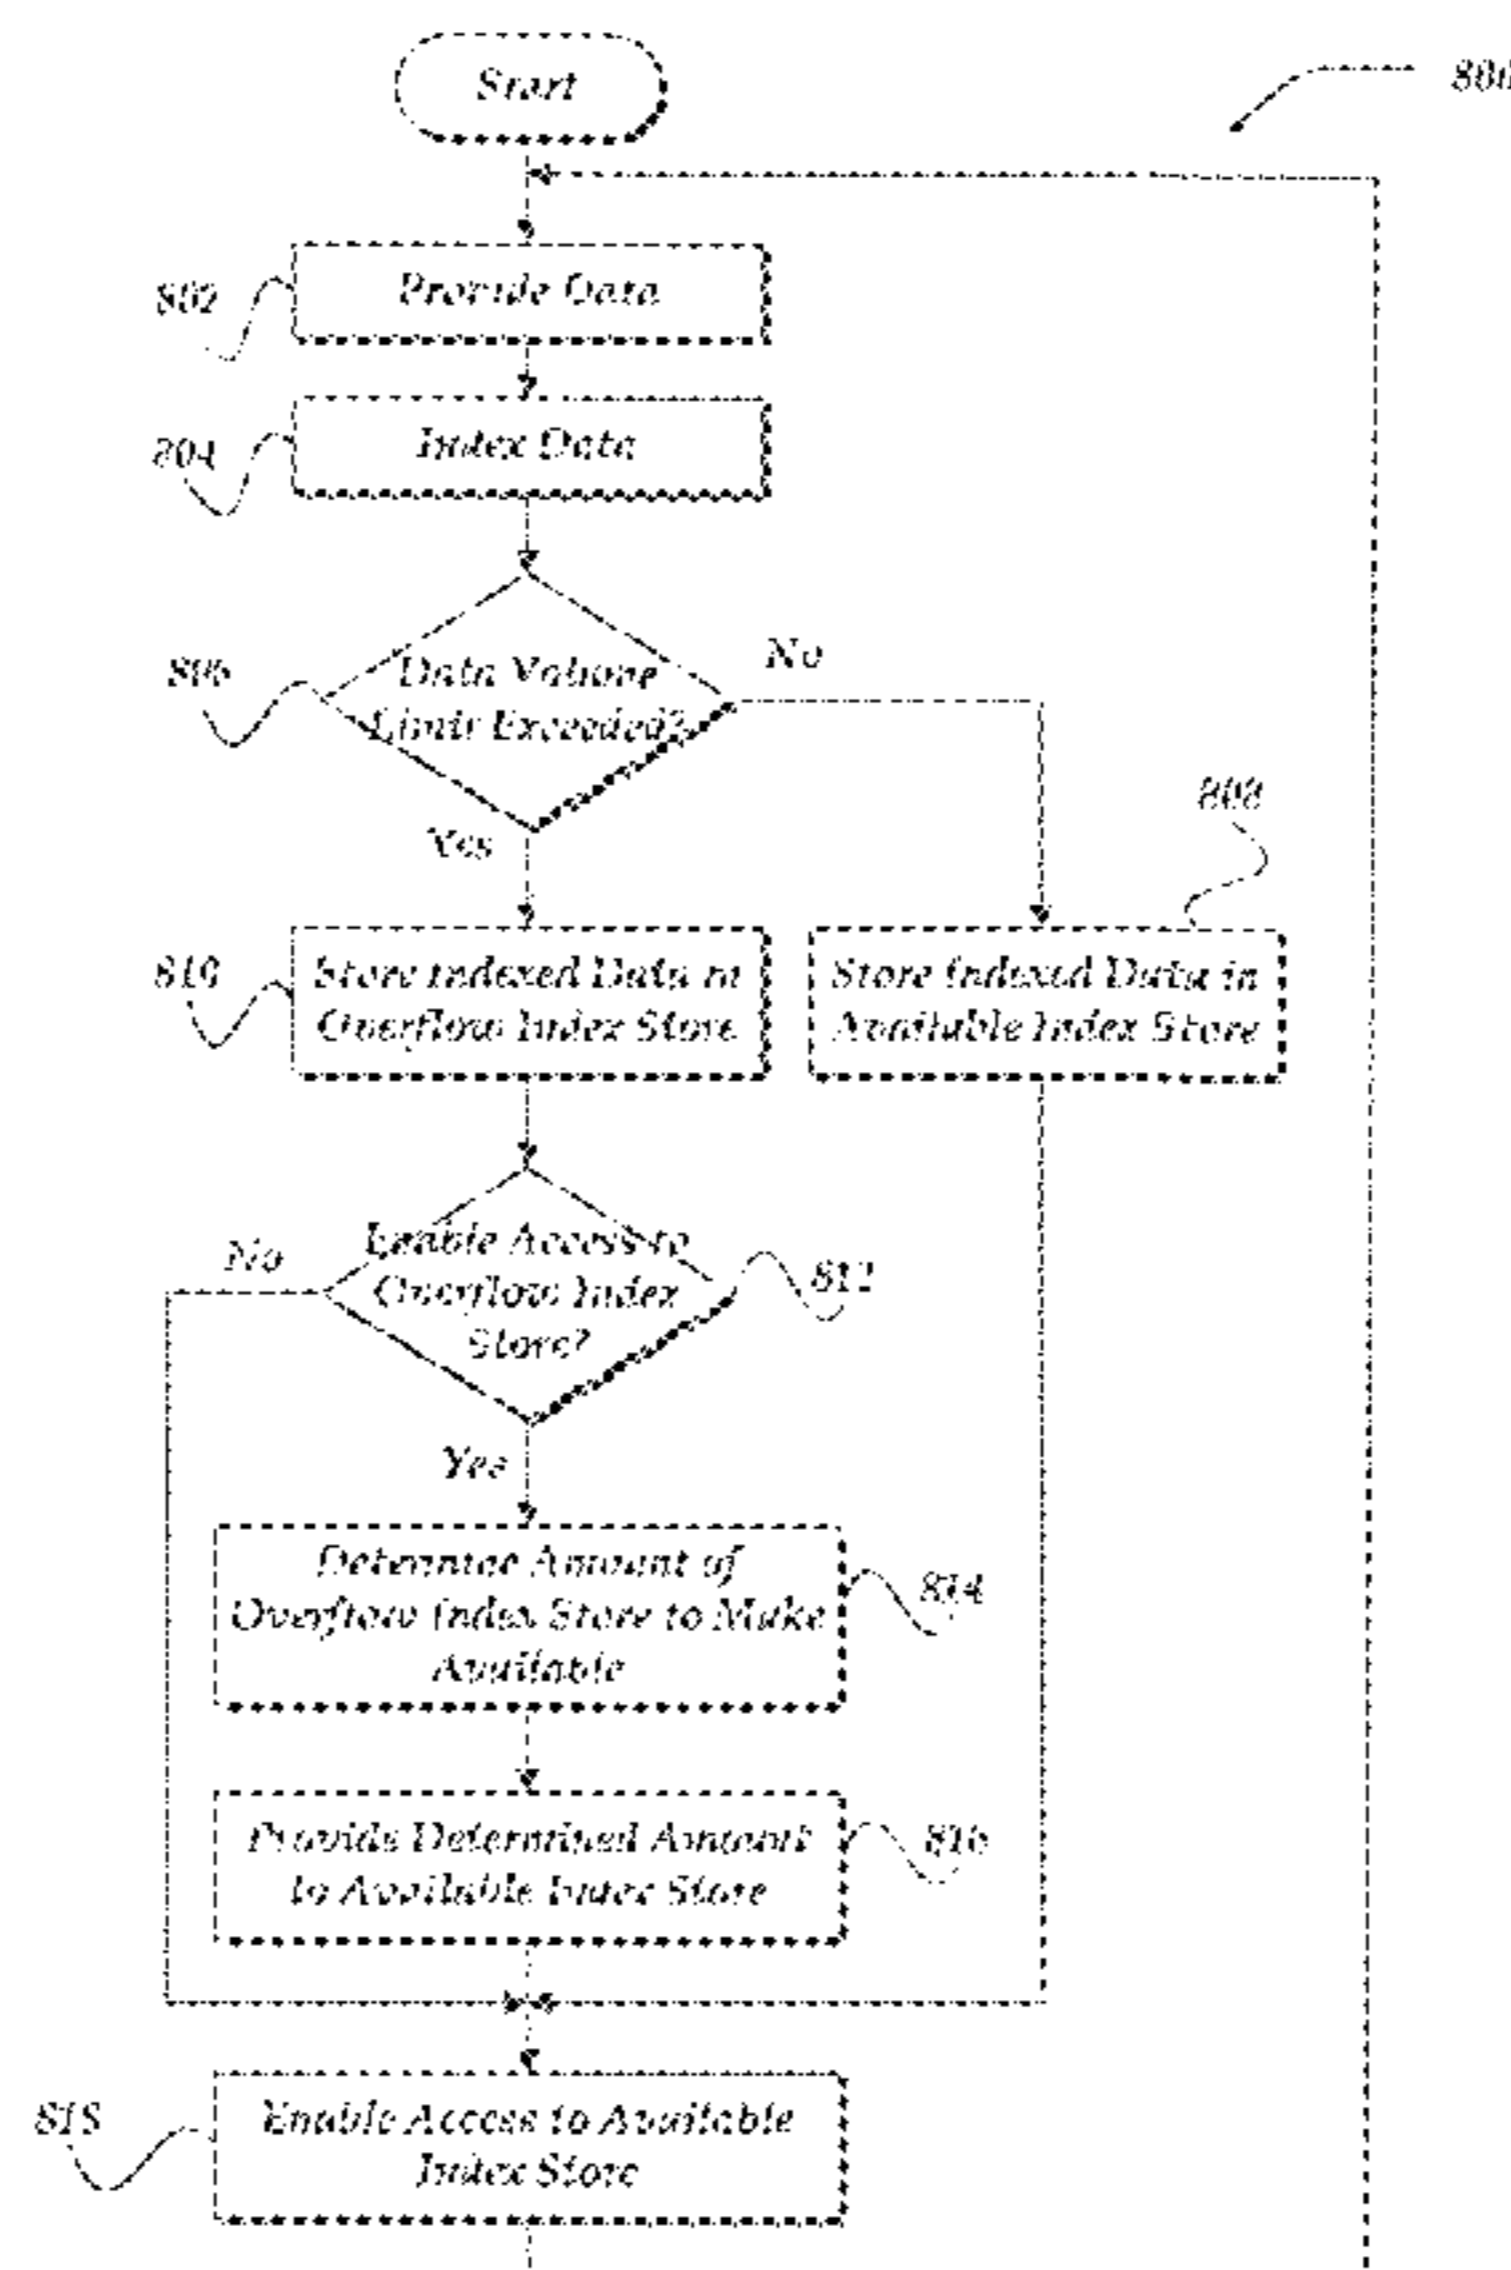 Start
800
802
Provide Data
804
Index Data
806
Data Volume
Limit Exceeded?
No
Yes
808
810
Store Indexed Data in
Overflow Index Store
Store Indexed Data in
Available Index Store
No
Enable Access to
Overflow Index
Store?
812
Yes
Determine Amount of
Overflow Index Store to Make
Available
814
Provide Determined Amount
to Available Index Store
816
818
Enable Access to Available
Index Store